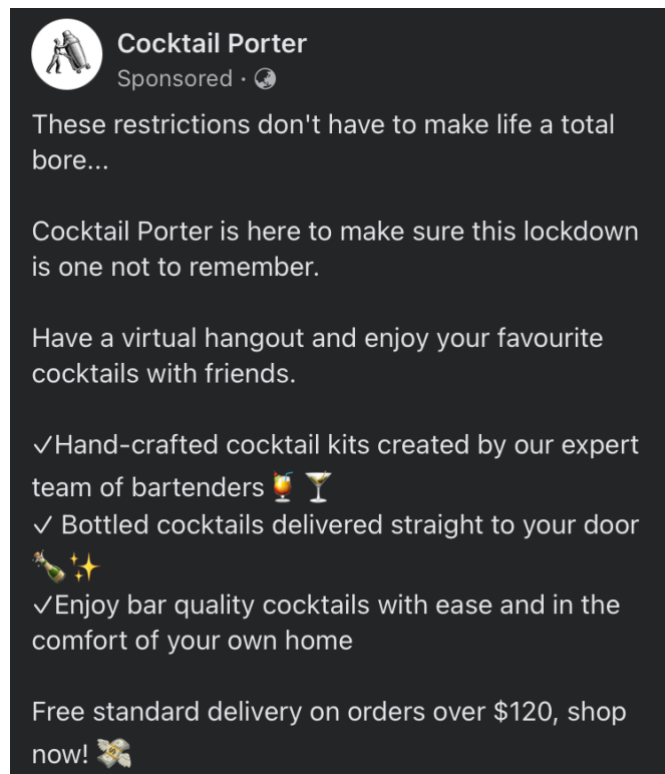 Cocktail Porter
Sponsored ·
These restrictions don't have to make life a total
bore...
Cocktail Porter is here to make sure this lockdown
is one not to remember.
Have a virtual hangout and enjoy your favourite
cocktails with friends.
✓Hand-crafted cocktail kits created by our expert
team of bartenders🍹🍸
✓ Bottled cocktails delivered straight to your door
🍾✨
✓Enjoy bar quality cocktails with ease and in the
comfort of your own home
Free standard delivery on orders over $120, shop
now! 💸